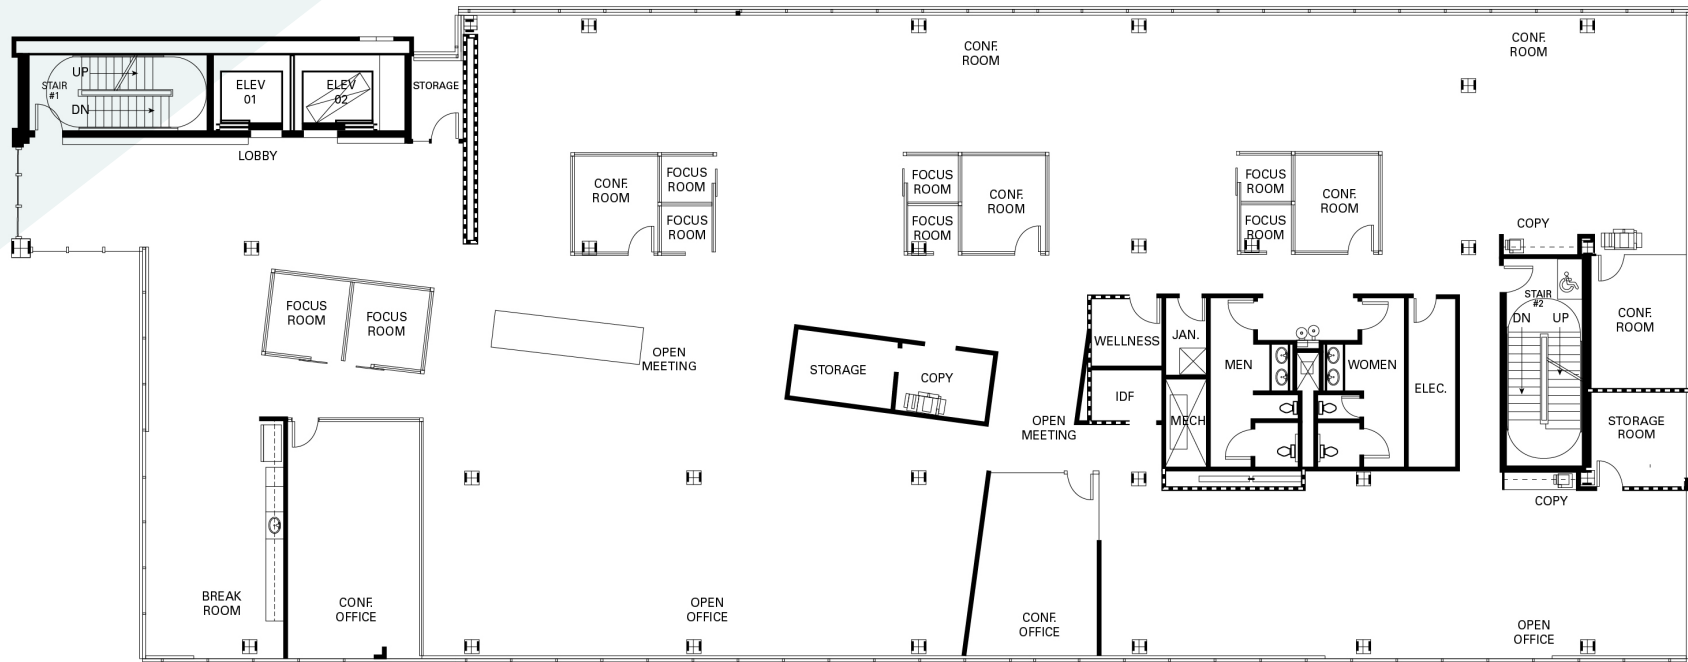 CONF.
ROOM
CONF.
ROOM
UP
STAIR
#1
DN
ELEV
01
ELEV
02
STORAGE
LOBBY
CONF.
ROOM
FOCUS
ROOM
FOCUS
ROOM
FOCUS
ROOM
FOCUS
ROOM
CONF.
ROOM
FOCUS
ROOM
FOCUS
ROOM
CONF.
ROOM
COPY
STAIR
#2
DN
UP
CONF.
ROOM
FOCUS
ROOM
FOCUS
ROOM
OPEN
MEETING
STORAGE
COPY
WELLNESS
JAN.
MEN
WOMEN
ELEC.
IDF
MECH
OPEN
MEETING
STORAGE
ROOM
COPY
BREAK
ROOM
CONF.
OFFICE
OPEN
OFFICE
CONF.
OFFICE
OPEN
OFFICE